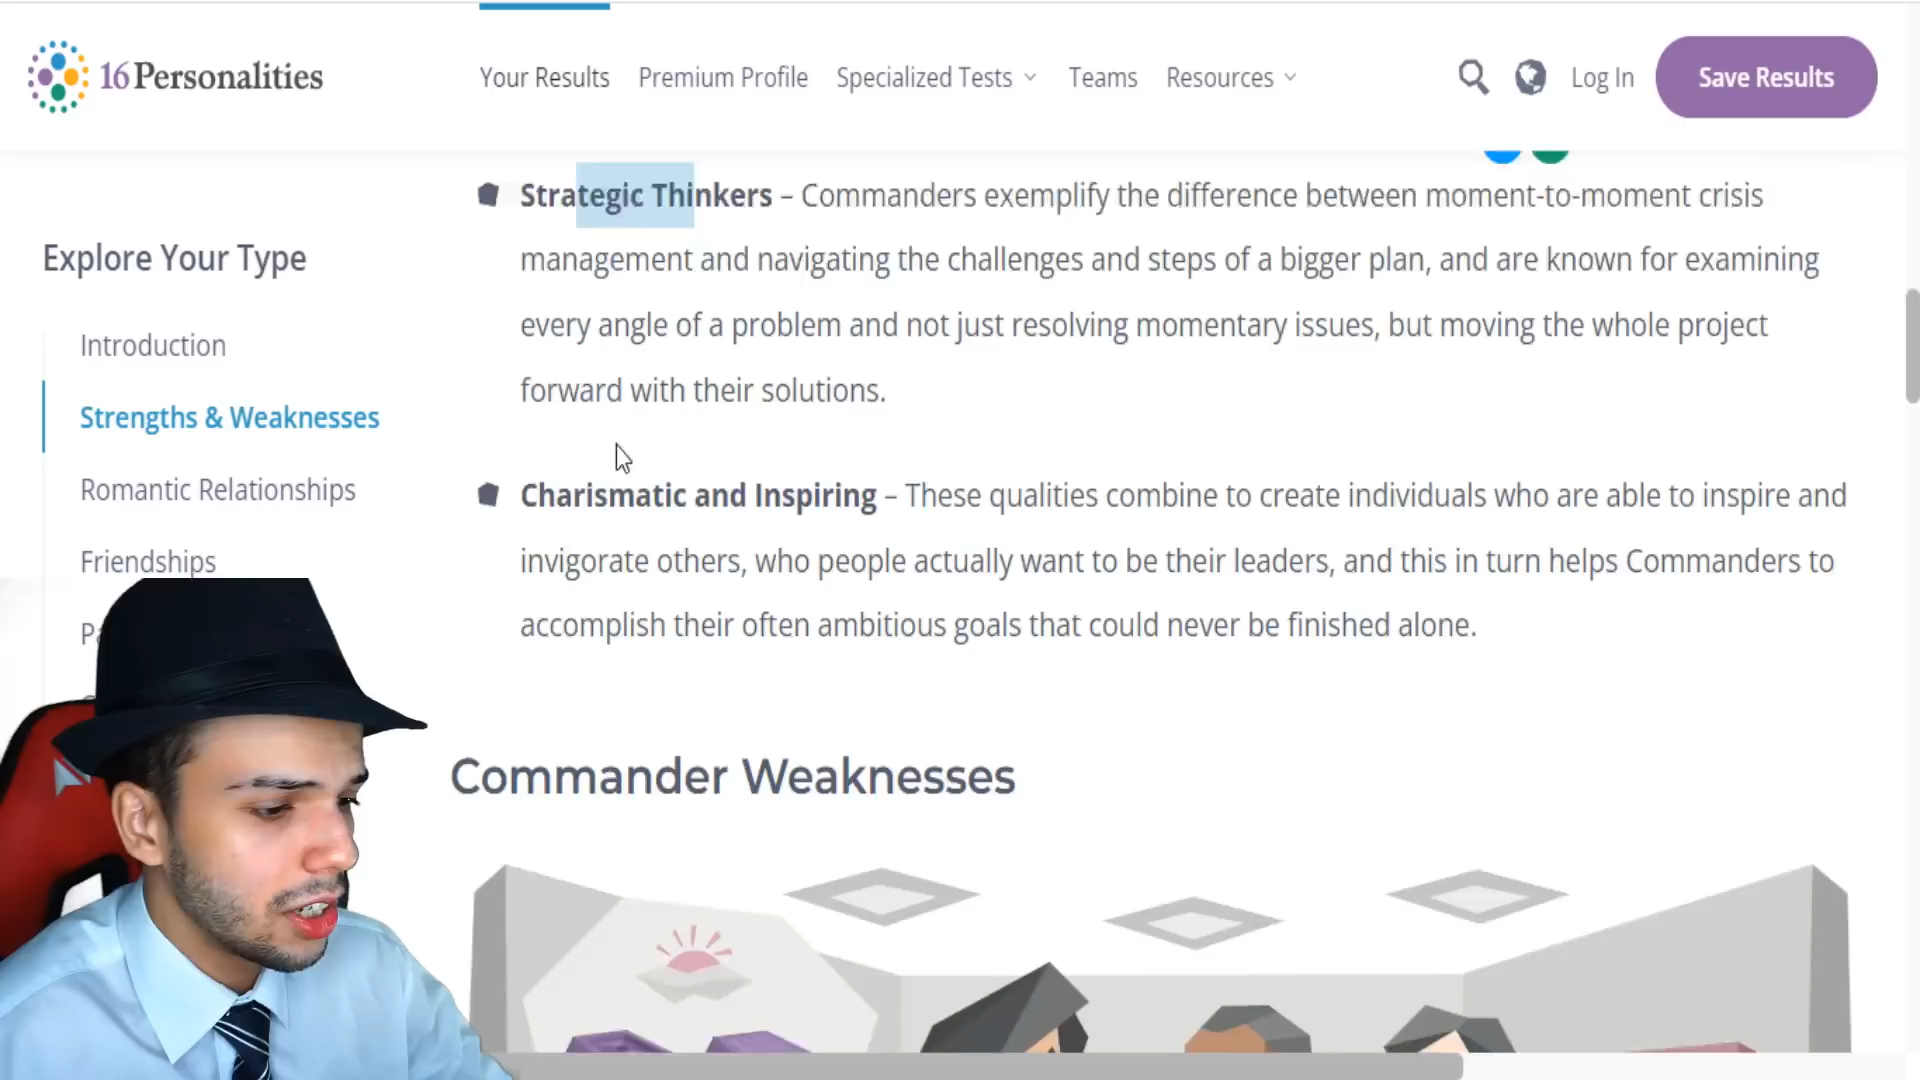 16Personalities
Your Results
Premium Profile
Specialized Tests
Teams
Resources
Log In
Save Results
Explore Your Type
Introduction
Strengths & Weaknesses
Romantic Relationships
Friendships
Strategic Thinkers – Commanders exemplify the difference between moment-to-moment crisis
management and navigating the challenges and steps of a bigger plan, and are known for examining
every angle of a problem and not just resolving momentary issues, but moving the whole project
forward with their solutions.
Charismatic and Inspiring – These qualities combine to create individuals who are able to inspire and
invigorate others, who people actually want to be their leaders, and this in turn helps Commanders to
accomplish their often ambitious goals that could never be finished alone.
Commander Weaknesses